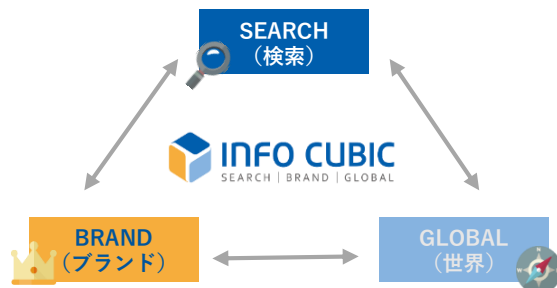 SEARCH
（検索）
INFO CUBIC
SEARCH | BRAND | GLOBAL
BRAND
（ブランド）
GLOBAL
（世界）